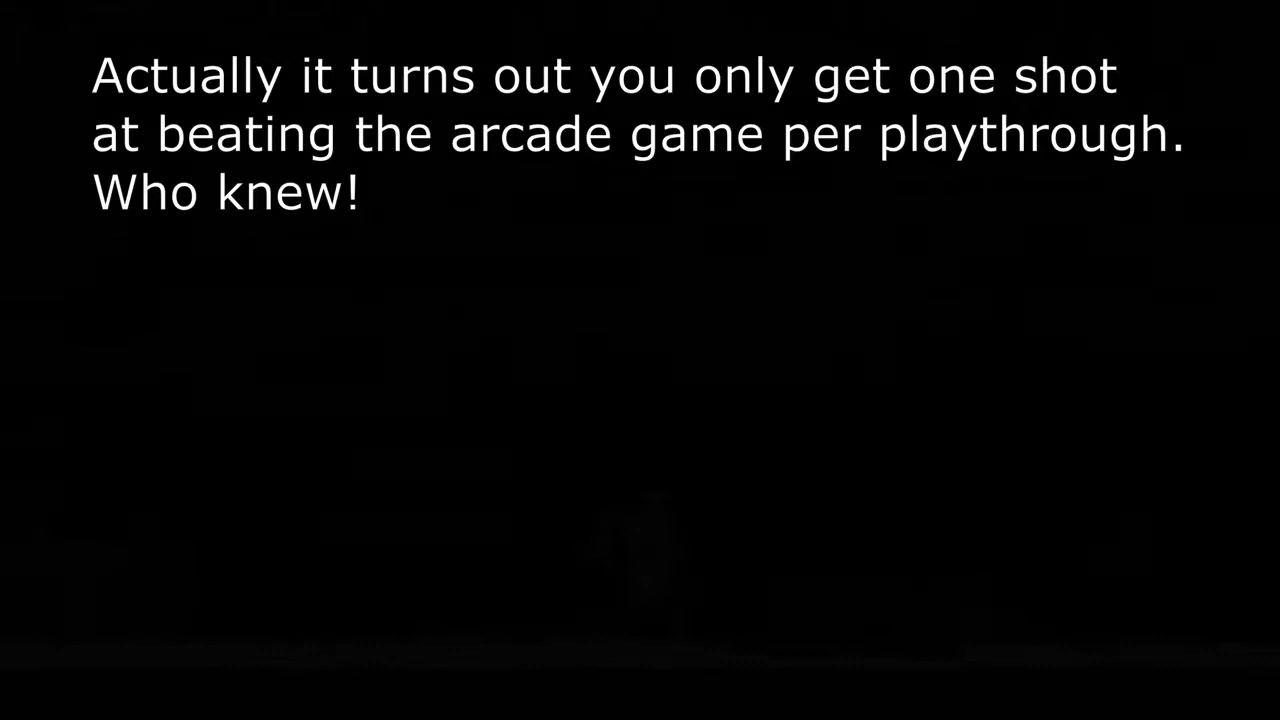 Actually it turns out you only get one shot
at beating the arcade game per playthrough.
Who knew!